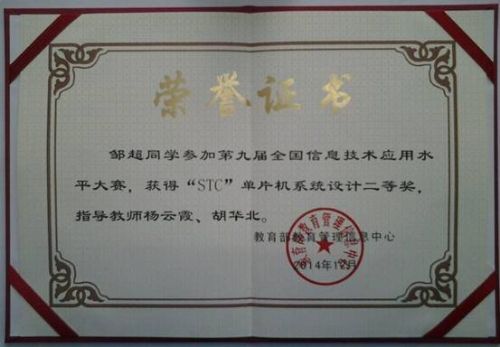 荣誉证书
邹超同学参加第九届全国信息技术应用水
平大赛，获得“STC”单片机系统设计二等奖，
指导教师杨云霞、胡华北。
教育部教育管理信息中心
2014年12月